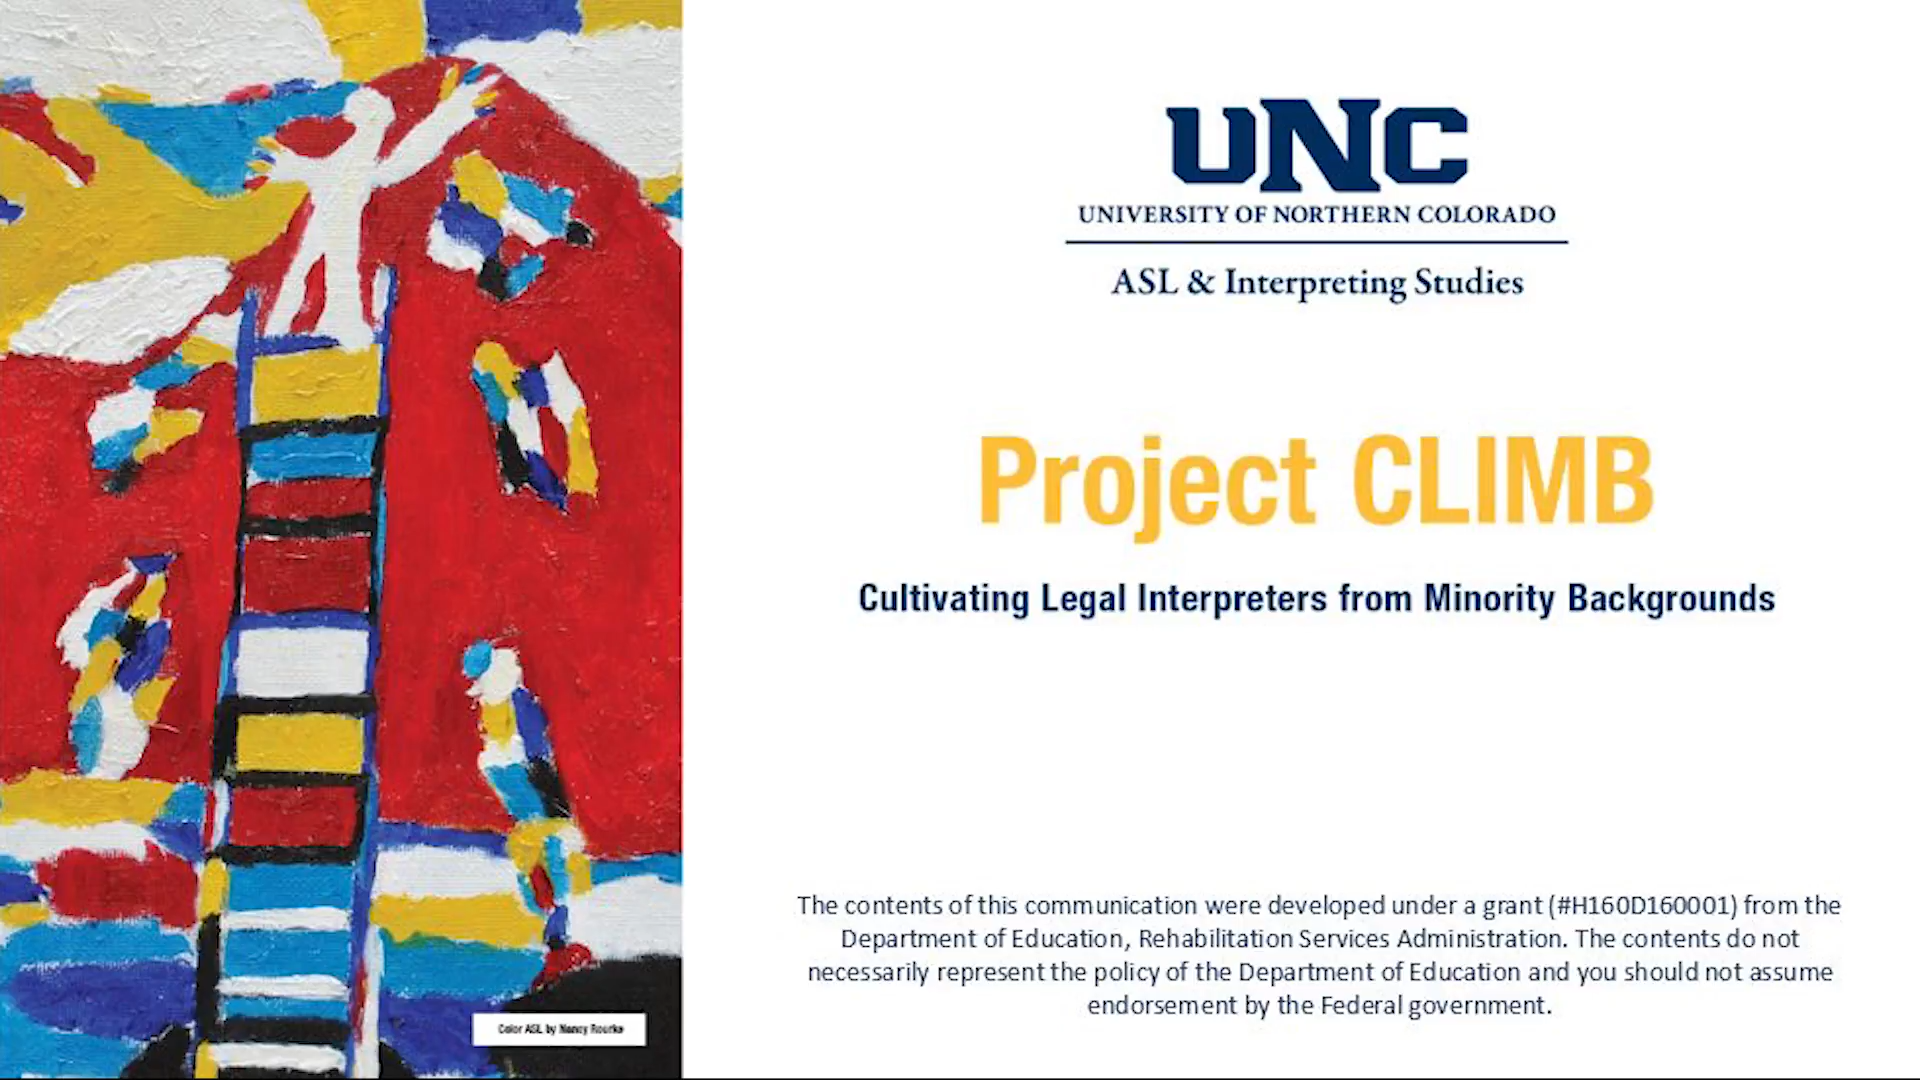 UNC
UNIVERSITY OF NORTHERN COLORADO
ASL & Interpreting Studies
Project CLIMB
Cultivating Legal Interpreters from Minority Backgrounds
The contents of this communication were developed under a grant (#H160D160001) from the
Department of Education, Rehabilitation Services Administration. The contents do not
necessarily represent the policy of the Department of Education and you should not assume
endorsement by the Federal government.
Color ASL by Nancy Rourke